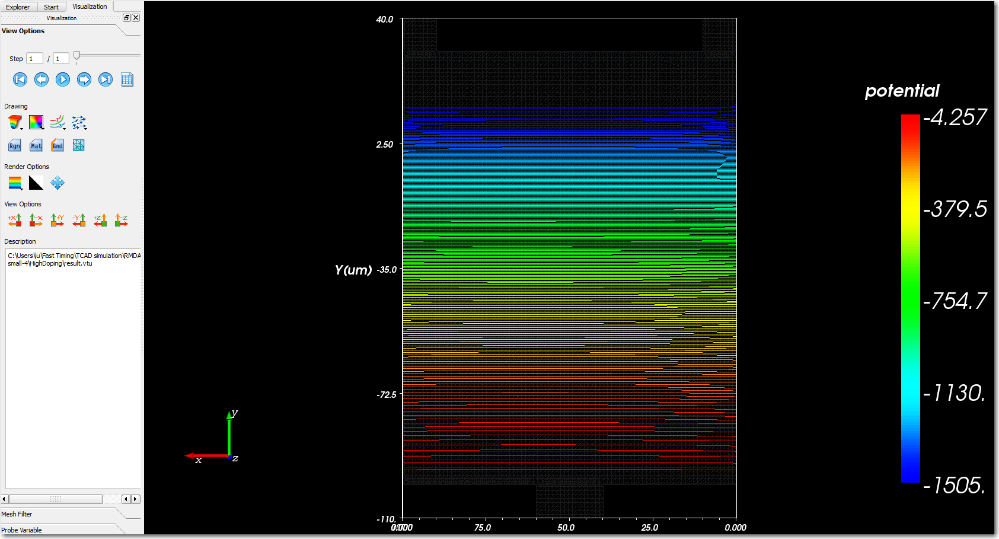 Explorer Start Visualization
Visualization
View Options
Step 1 / 1
Drawing
Rgn Mat Bnd
Render Options
View Options
+X -X +Y -Y +Z -Z
Description
C:\Users\lu\Fast Timing\TCAD simulation\RMDA
small-4\HighDoping\result.vtu
Mesh Filter
Probe Variable
40.0
2.50
Y(um) -35.0
-72.5
-110.
75.0 50.0 25.0 0.000
y
x z
potential
-4.257
-379.5
-754.7
-1130.
-1505.